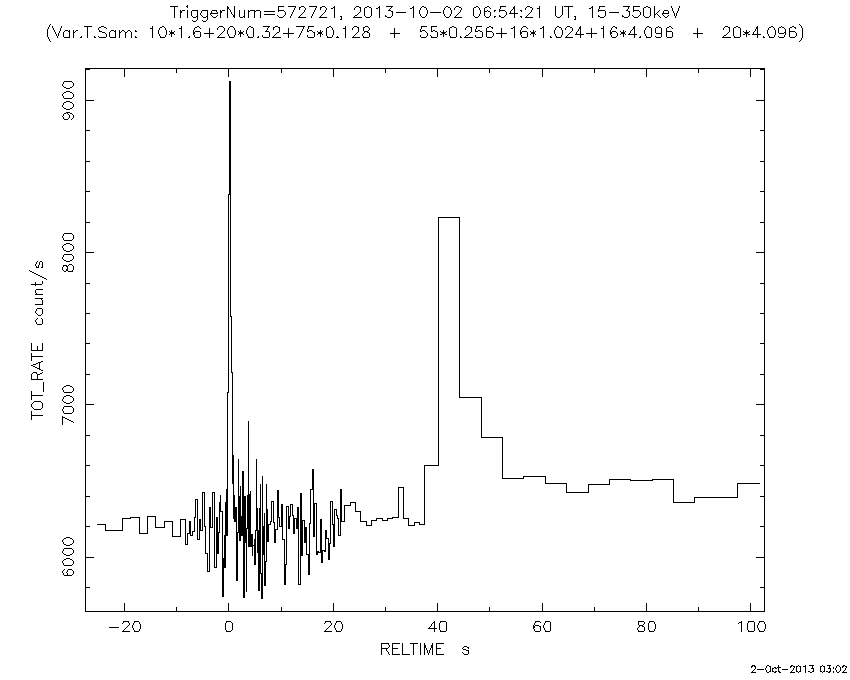 TriggerNum=572721, 2013-10-02 06:54:21 UT, 15-350keV
(Var.T.Sam: 10*1.6+20*0.32+75*0.128 + 55*0.256+16*1.024+16*4.096 + 20*4.096)
9000
8000
7000
6000
TOT_RATE count/s
-20 0 20 40 60 80 100
RELTIME s
2-Oct-2013 03:02